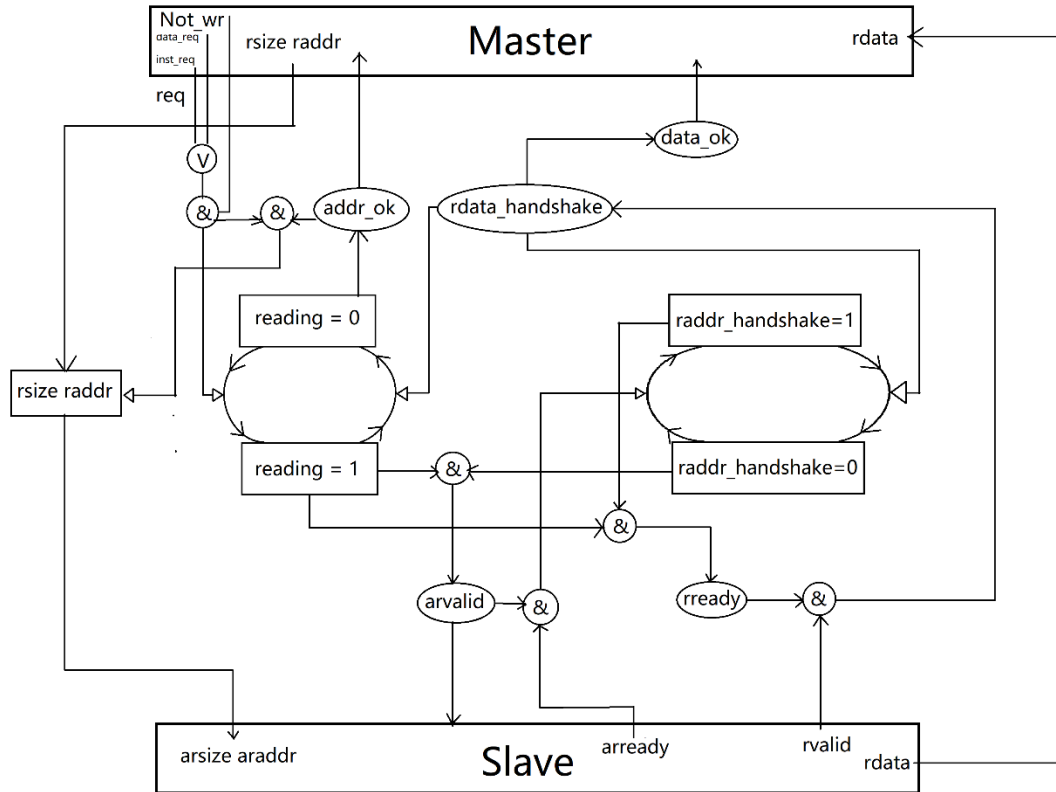 Not_wr
data_req
inst_req
req
rsize raddr
Master
rdata
V
&
&
addr_ok
rdata_handshake
data_ok
reading = 0
raddr_handshake=1
rsize raddr
reading = 1
&
raddr_handshake=0
&
arvalid
&
rready
&
arsize araddr
Slave
arready
rvalid
rdata